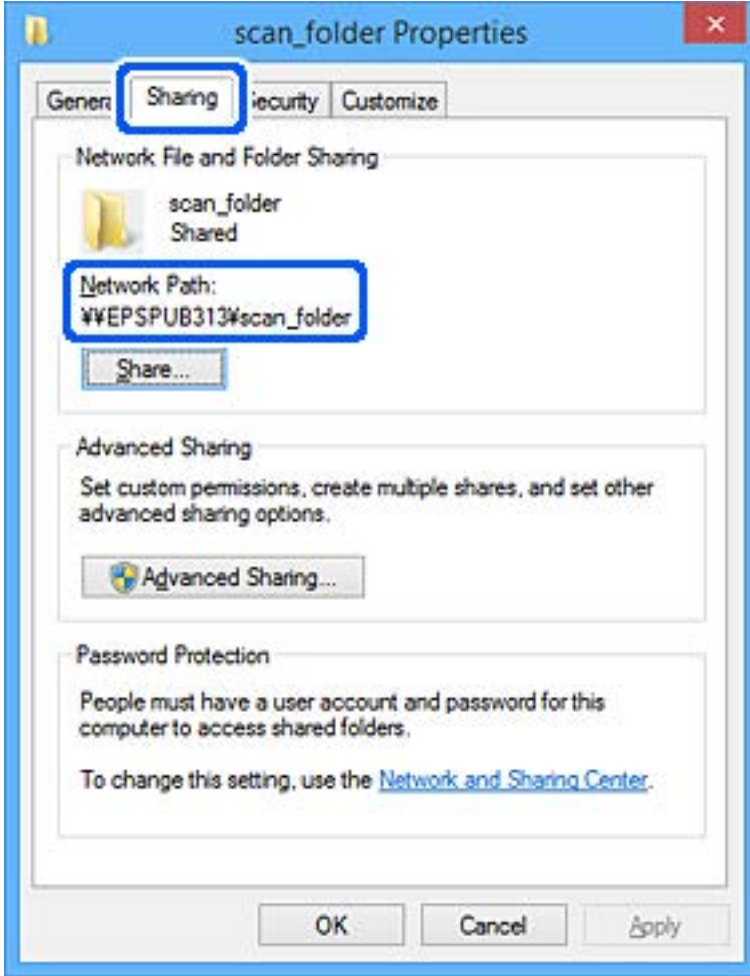 scan_folder Properties
Sharing Customize
Network File and Folder Sharing
scan_folder
Shared
Network Path:
¥¥EPSPUB313¥scan_folder
Share...
Advanced Sharing
Set custom permissions, create multiple shares, and set other
advanced sharing options.
Advanced Sharing...
Password Protection
People must have a user account and password for this
computer to access shared folders.
To change this setting, use the Network and Sharing Center.
OK Cancel Apply